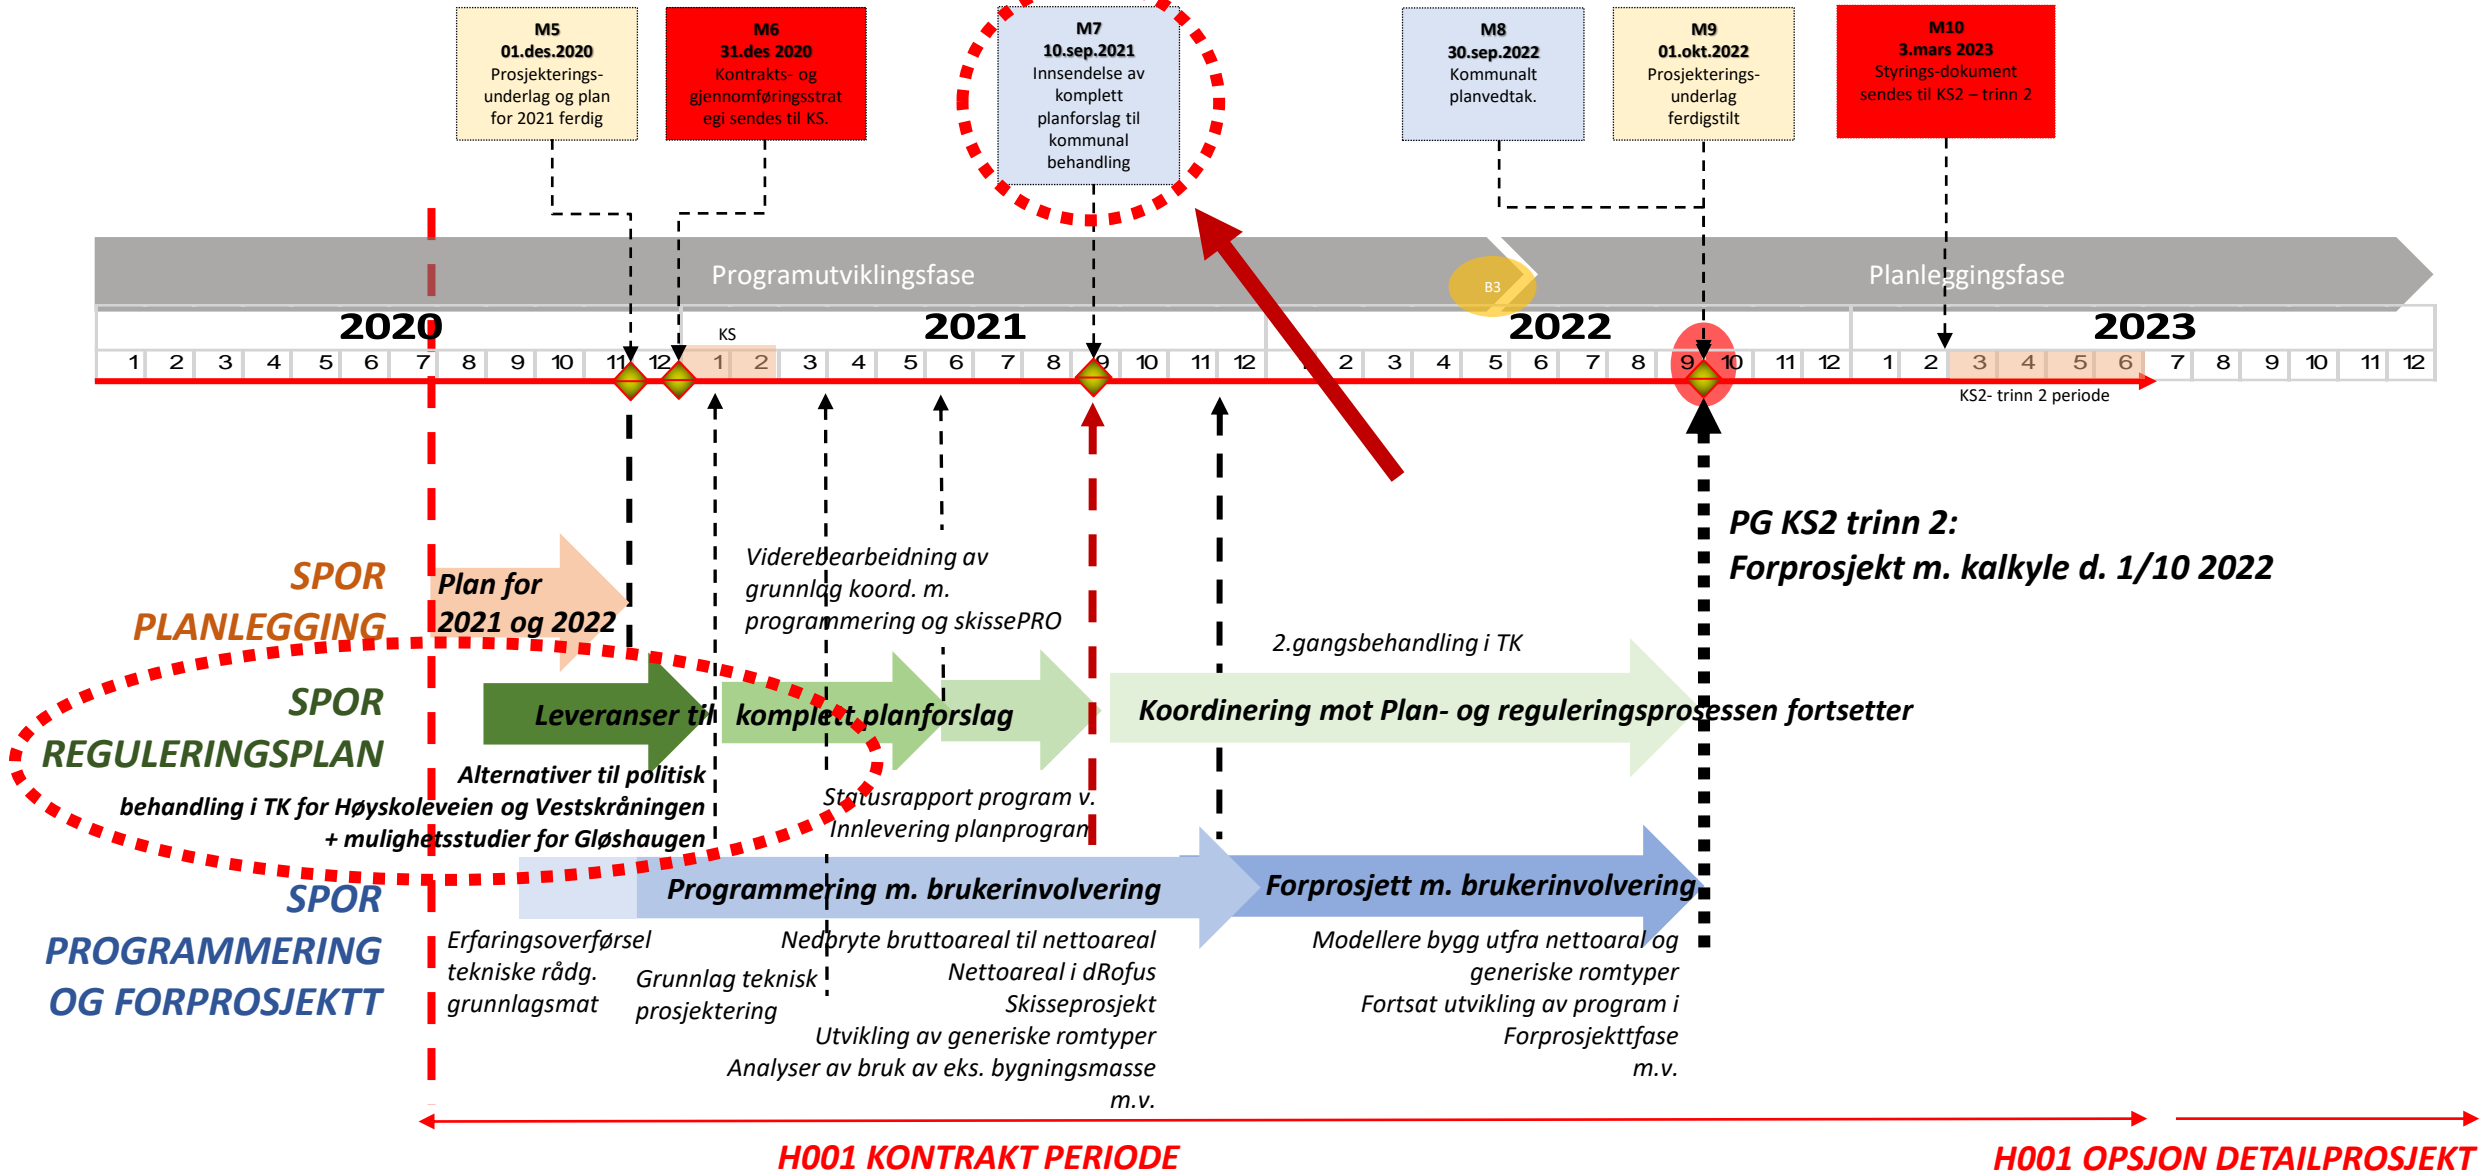 M5
01.des.2020
Prosjekterings-
underlag og plan
for 2021 ferdig
M6
31.des 2020
Kontrakts- og
gjennomføringsstrat
egi sendes til KS.
M7
10.sep.2021
Innsendelse av
komplett
planforslag til
kommunal
behandling
M8
30.sep.2022
Kommunalt
planvedtak.
M9
01.okt.2022
Prosjekterings-
underlag
ferdigstilt
M10
3.mars 2023
Styrings-dokument
sendes til KS2 – trinn 2
Programutviklingsfase
B3
Planleggingsfase
2020
KS
2021
2022
2023
1 2 3 4 5 6 7 8 9 10 11 12 1 2 3 4 5 6 7 8 9 10 11 12 1 2 3 4 5 6 7 8 9 10 11 12 1 2 3 4 5 6 7 8 9 10 11 12
KS2- trinn 2 periode
PG KS2 trinn 2:
Forprosjekt m. kalkyle d. 1/10 2022
SPOR
PLANLEGGING
Plan for
2021 og 2022
Viderebearbeidning av
grunnlag koord. m.
programmering og skissePRO
2.gangsbehandling i TK
SPOR
REGULERINGSPLAN
Leveranser til komplett planforslag
Koordinering mot Plan- og reguleringsprosessen fortsetter
Alternativer til politisk
behandling i TK for Høyskoleveien og Vestskråningen
+ mulighetsstudier for Gløshaugen
Statusrapport program v.
Innlevering planprogram
SPOR
PROGRAMMERING
OG FORPROSJEKTT
Programmering m. brukerinvolvering
Forprosjett m. brukerinvolvering
Erfaringsoverførsel
tekniske rådg.
grunnlagsmat
Grunnlag teknisk
prosjektering
Nedbryte bruttoareal til nettoareal
Nettoareal i dRofus
Skisseprosjekt
Utvikling av generiske romtyper
Analyser av bruk av eks. bygningsmasse
m.v.
Modellere bygg utfra nettoaral og
generiske romtyper
Fortsat utvikling av program i
Forprosjekttfase
m.v.
H001 KONTRAKT PERIODE
H001 OPSJON DETAILPROSJEKT